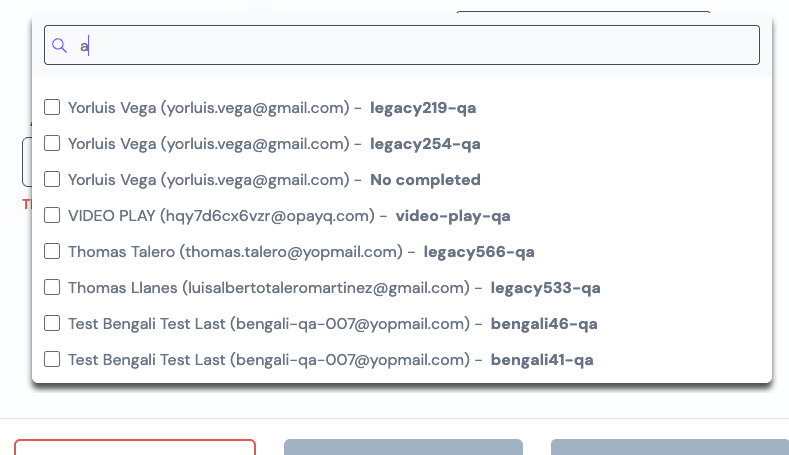 a
Yorluis Vega (yorluis.vega@gmail.com) - legacy219-qa
Yorluis Vega (yorluis.vega@gmail.com) - legacy254-qa
Yorluis Vega (yorluis.vega@gmail.com) - No completed
VIDEO PLAY (hqy7d6cx6vzr@opayq.com) - video-play-qa
Thomas Talero (thomas.talero@yopmail.com) - legacy566-qa
Thomas Llanes (luisalbertotaleromartinez@gmail.com) - legacy533-qa
Test Bengali Test Last (bengali-qa-007@yopmail.com) - bengali46-qa
Test Bengali Test Last (bengali-qa-007@yopmail.com) - bengali41-qa